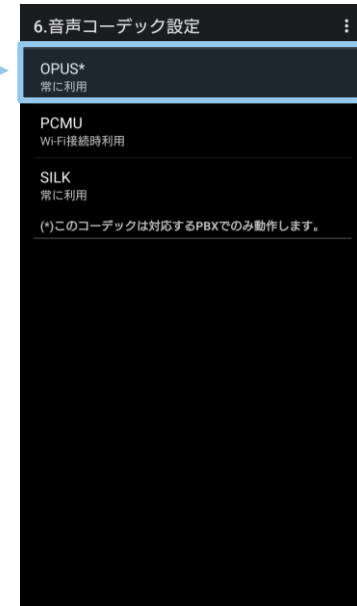 6.音声コーデック設定
OPUS*
常に利用
PCMU
Wi-Fi接続時利用
SILK
常に利用
(*)このコーデックは対応するPBXでのみ動作します。